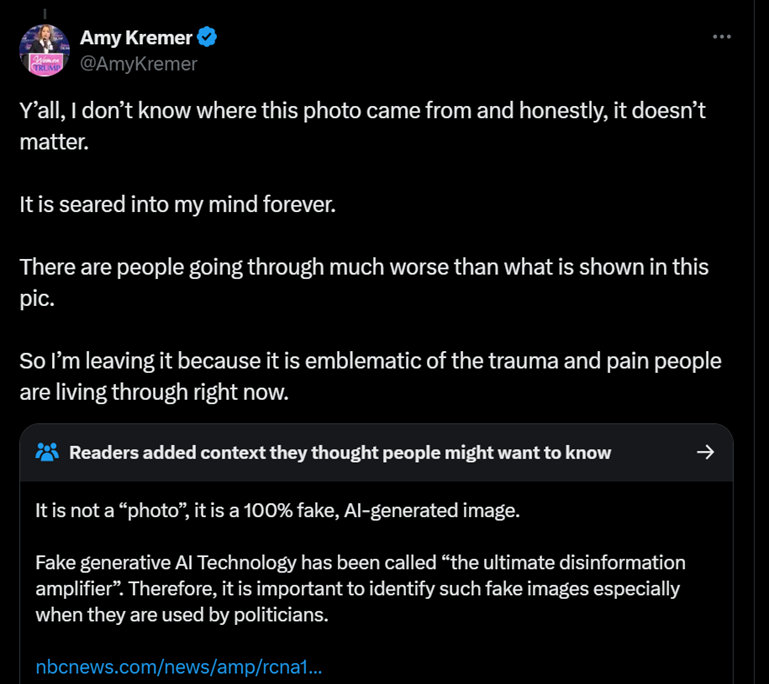 Amy Kremer
@AmyKremer
Y’all, I don’t know where this photo came from and honestly, it doesn’t
matter.
It is seared into my mind forever.
There are people going through much worse than what is shown in this
pic.
So I’m leaving it because it is emblematic of the trauma and pain people
are living through right now.
Readers added context they thought people might want to know
It is not a “photo”, it is a 100% fake, AI-generated image.
Fake generative AI Technology has been called “the ultimate disinformation
amplifier”. Therefore, it is important to identify such fake images especially
when they are used by politicians.
nbcnews.com/news/amp/rcna1...